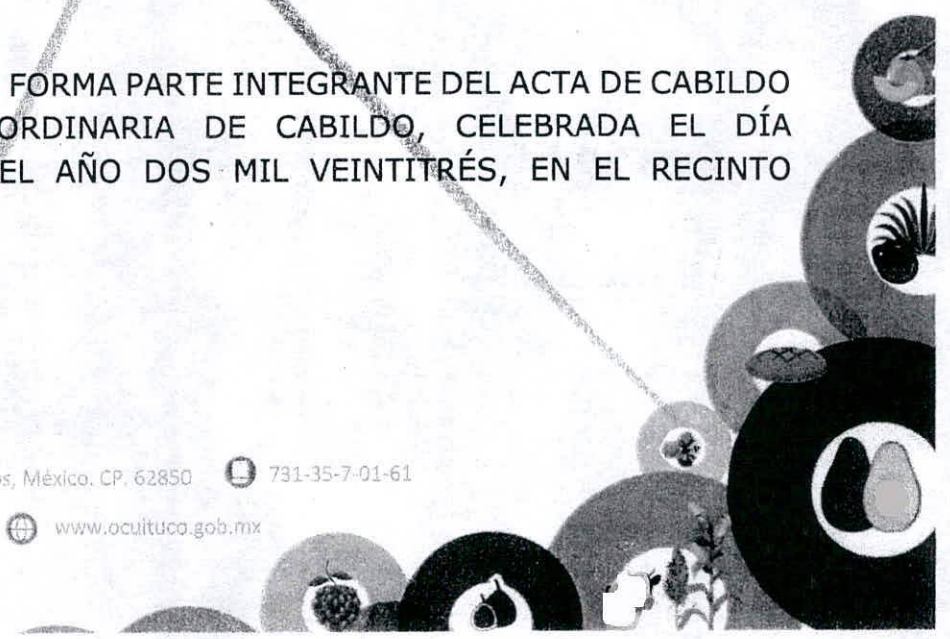 FORMA PARTE INTEGRANTE DEL ACTA DE CABILDO
ORDINARIA DE CABILDO, CELEBRADA EL DÍA
EL AÑO DOS MIL VEINTITRÉS, EN EL RECINTO
os, México. CP. 62850 731-35-7-01-61
www.ocuituco.gob.mx